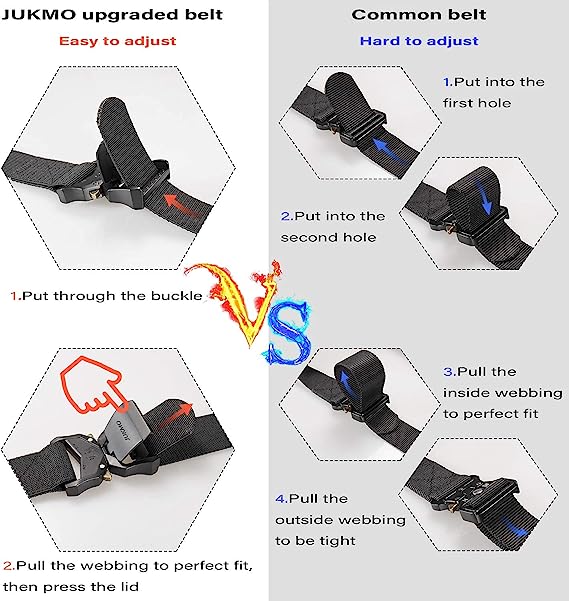 JUKMO upgraded belt
Easy to adjust
1.Put through the buckle
JUKMO
2.Pull the webbing to perfect fit,
then press the lid
VS
Common belt
Hard to adjust
1.Put into the
first hole
2.Put into the
second hole
3.Pull the
inside webbing
to perfect fit
4.Pull the
outside webbing
to be tight